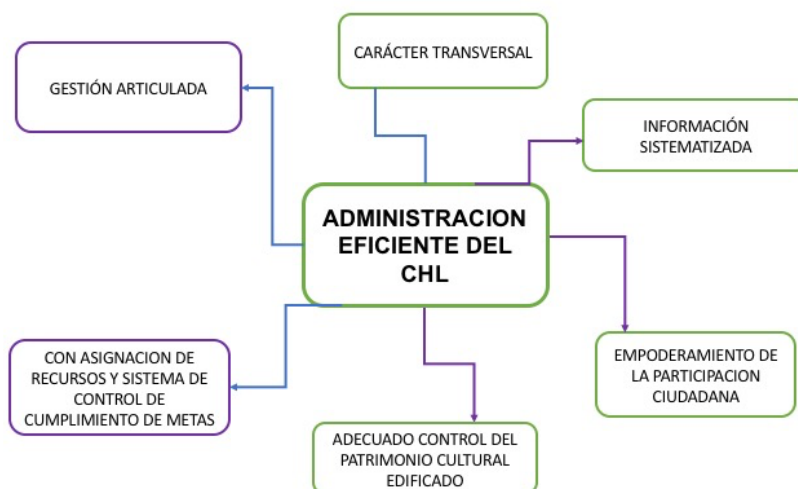 CARÁCTER TRANSVERSAL
GESTIÓN ARTICULADA
INFORMACIÓN
SISTEMATIZADA
ADMINISTRACION
EFICIENTE DEL
CHL
CON ASIGNACION DE
RECURSOS Y SISTEMA DE
CONTROL DE
CUMPLIMIENTO DE METAS
EMPODERAMIENTO DE
LA PARTICIPACION
CIUDADANA
ADECUADO CONTROL DEL
PATRIMONIO CULTURAL
EDIFICADO